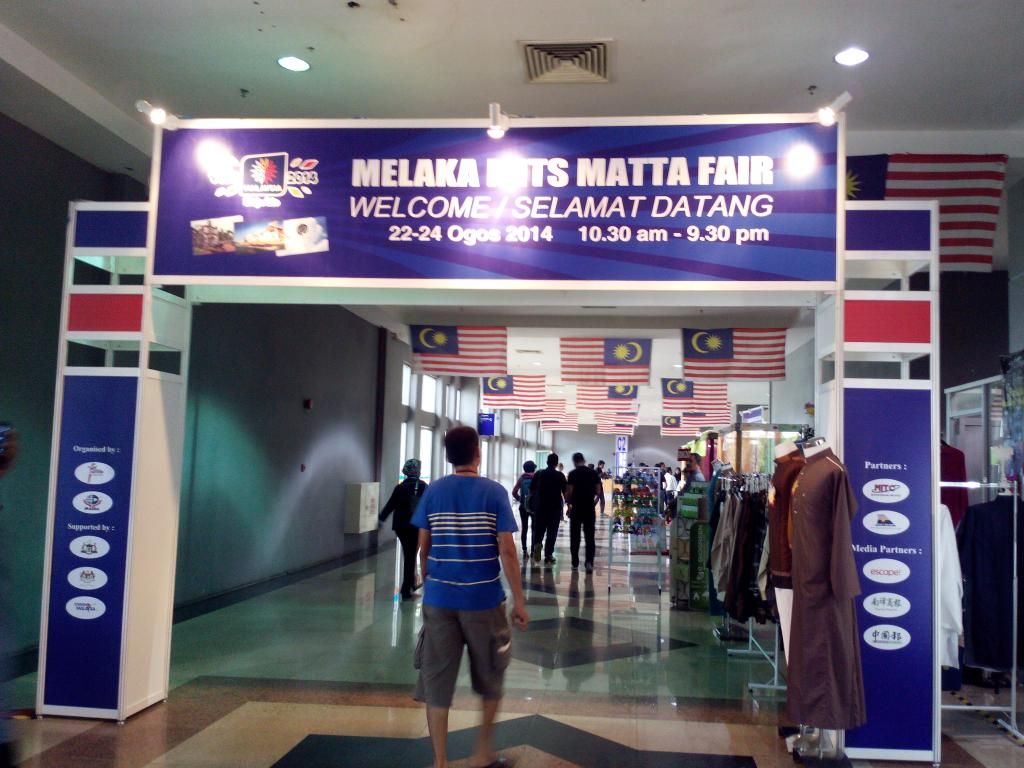 MELAKA MATTA FAIR
WELCOME / SELAMAT DATANG
22-24 Ogos 2014 10.30 am - 9.30 pm
Organised by :
Supported by :
Partners :
Media Partners :
escape!
南洋商報
中國報
02